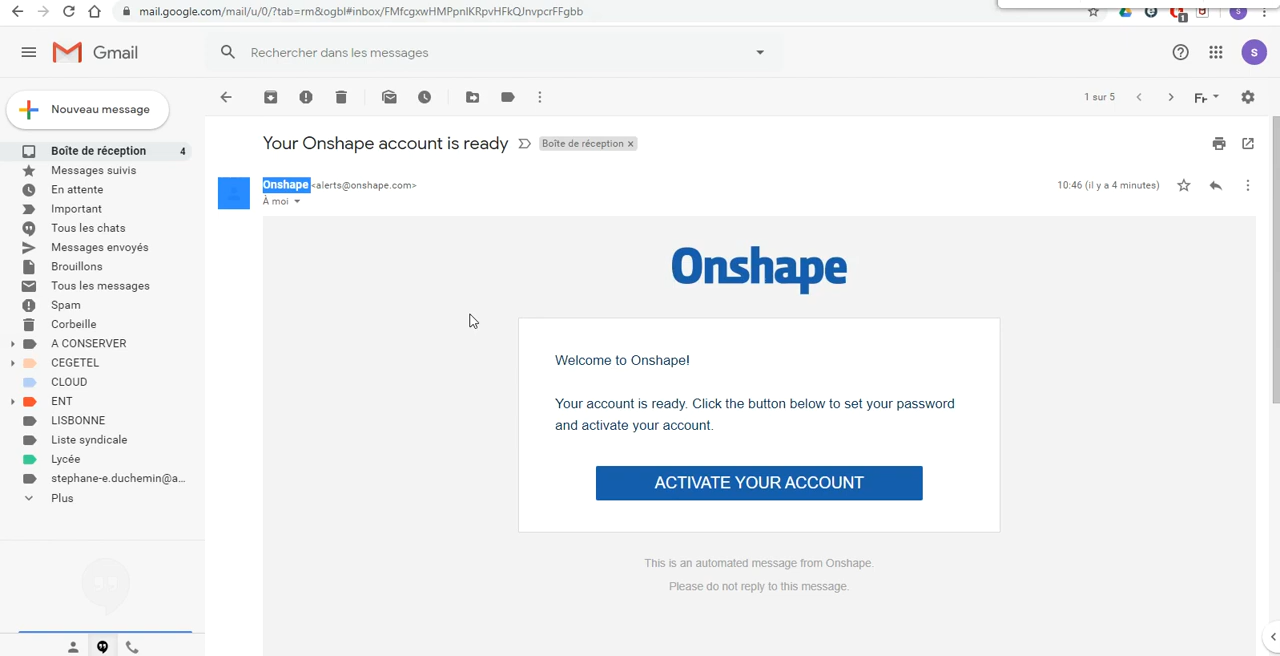 mail.google.com/mail/u/0/?tab=rm&ogbl#inbox/FMfcgxwHMPpnlKRpvHFkQJnvpcrFFgbb
1
Gmail
Rechercher dans les messages
S
Nouveau message
1 sur 5
Fr
Boîte de réception 4
Messages suivis
En attente
Important
Tous les chats
Messages envoyés
Brouillons
Tous les messages
Spam
Corbeille
A CONSERVER
CEGETEL
CLOUD
ENT
LISBONNE
Liste syndicale
Lycée
stephane-e.duchemin@a...
Plus
Your Onshape account is ready
Boîte de réception ×
Onshape <alerts@onshape.com>
10:46 (il y a 4 minutes)
À moi
Onshape
Welcome to Onshape!
Your account is ready. Click the button below to set your password
and activate your account.
ACTIVATE YOUR ACCOUNT
This is an automated message from Onshape.
Please do not reply to this message.